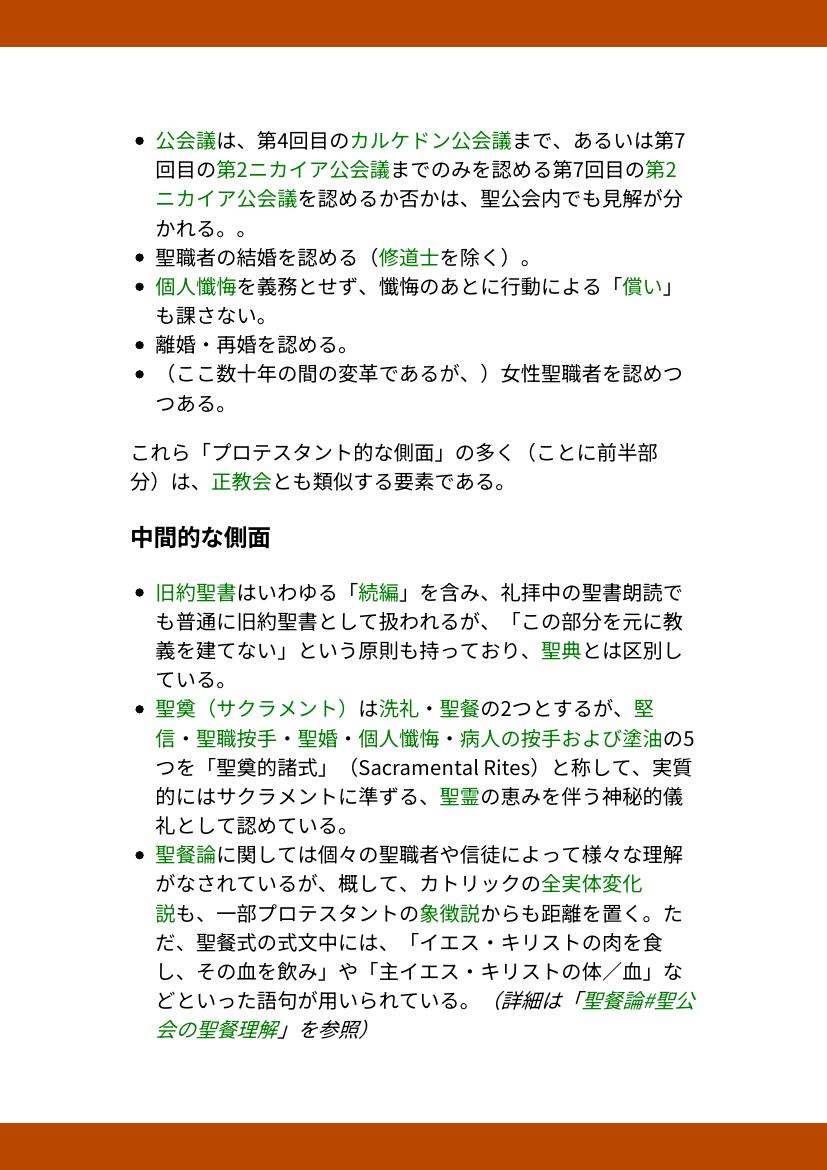 公会議は、第4回目のカルケドン公会議まで、あるいは第7
回目の第2ニカイア公会議までのみを認める第7回目の第2
ニカイア公会議を認めるか否かは、聖公会内でも見解が分
かれる。。
聖職者の結婚を認める（修道士を除く）。
個人懺悔を義務とせず、懺悔のあとに行動による「償い」
も課さない。
離婚・再婚を認める。
（ここ数十年の間の変革であるが、）女性聖職者を認めつ
つある。
これら「プロテスタント的な側面」の多く（ことに前半部
分）は、正教会とも類似する要素である。
中間的な側面
旧約聖書はいわゆる「続編」を含み、礼拝中の聖書朗読で
も普通に旧約聖書として扱われるが、「この部分を元に教
義を建てない」という原則も持っており、聖典とは区別し
ている。
聖奠（サクラメント）は洗礼・聖餐の2つとするが、堅
信・聖職按手・聖婚・個人懺悔・病人の按手および塗油の5
つを「聖奠的諸式」（Sacramental Rites）と称して、実質
的にはサクラメントに準ずる、聖霊の恵みを伴う神秘的儀
礼として認めている。
聖餐論に関しては個々の聖職者や信徒によって様々な理解
がなされているが、概して、カトリックの全実体変化
説も、一部プロテスタントの象徴説からも距離を置く。た
だ、聖餐式の式文中には、「イエス・キリストの肉を食
し、その血を飲み」や「主イエス・キリストの体／血」な
どといった語句が用いられている。（詳細は「聖餐論#聖公
会の聖餐理解」を参照）